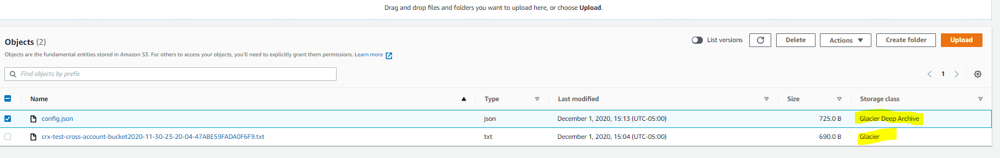 Drag and drop files and folders you want to upload here, or choose Upload.
Objects (2)
List versions
Delete
Actions
Create folder
Upload
Objects are the fundamental entities stored in Amazon S3. For others to access your objects, you'll need to explicitly grant them permissions. Learn more
Find objects by prefix
1
Name Type Last modified Size Storage class
config.json json December 1, 2020, 15:13 (UTC-05:00) 725.0 B Glacier Deep Archive
crx-test-cross-account-bucket2020-11-30-23-20-04-47ABE59FADA0F6F9.txt txt December 1, 2020, 15:04 (UTC-05:00) 690.0 B Glacier